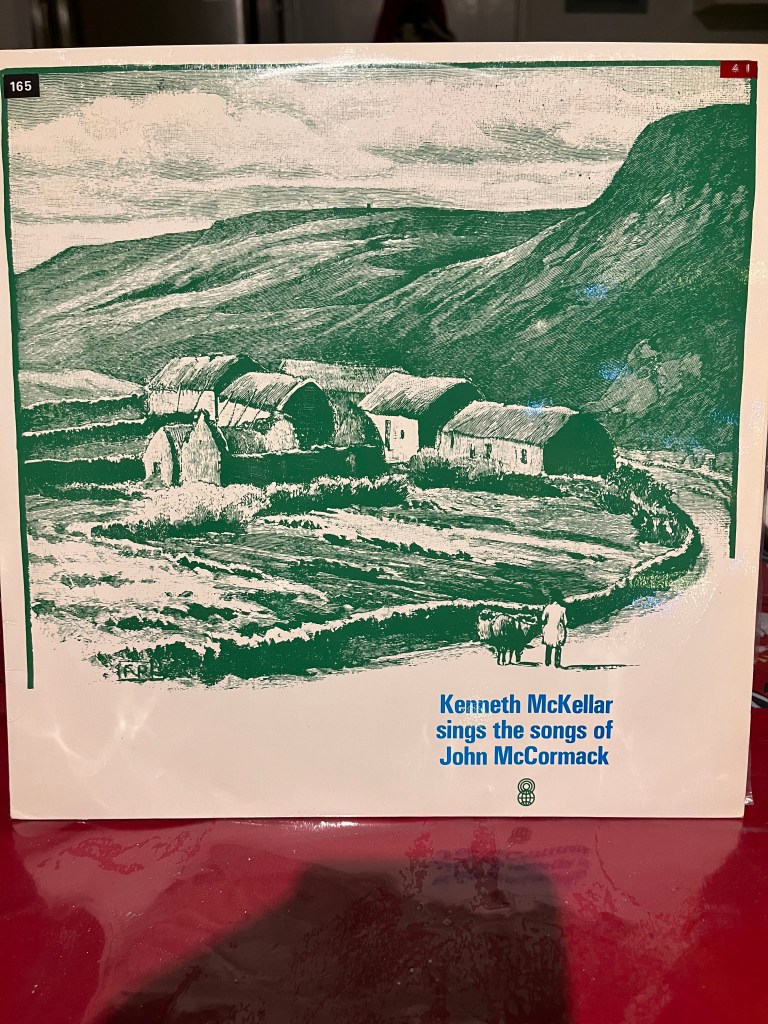 165
41
Kenneth McKellar
sings the songs of
John McCormack